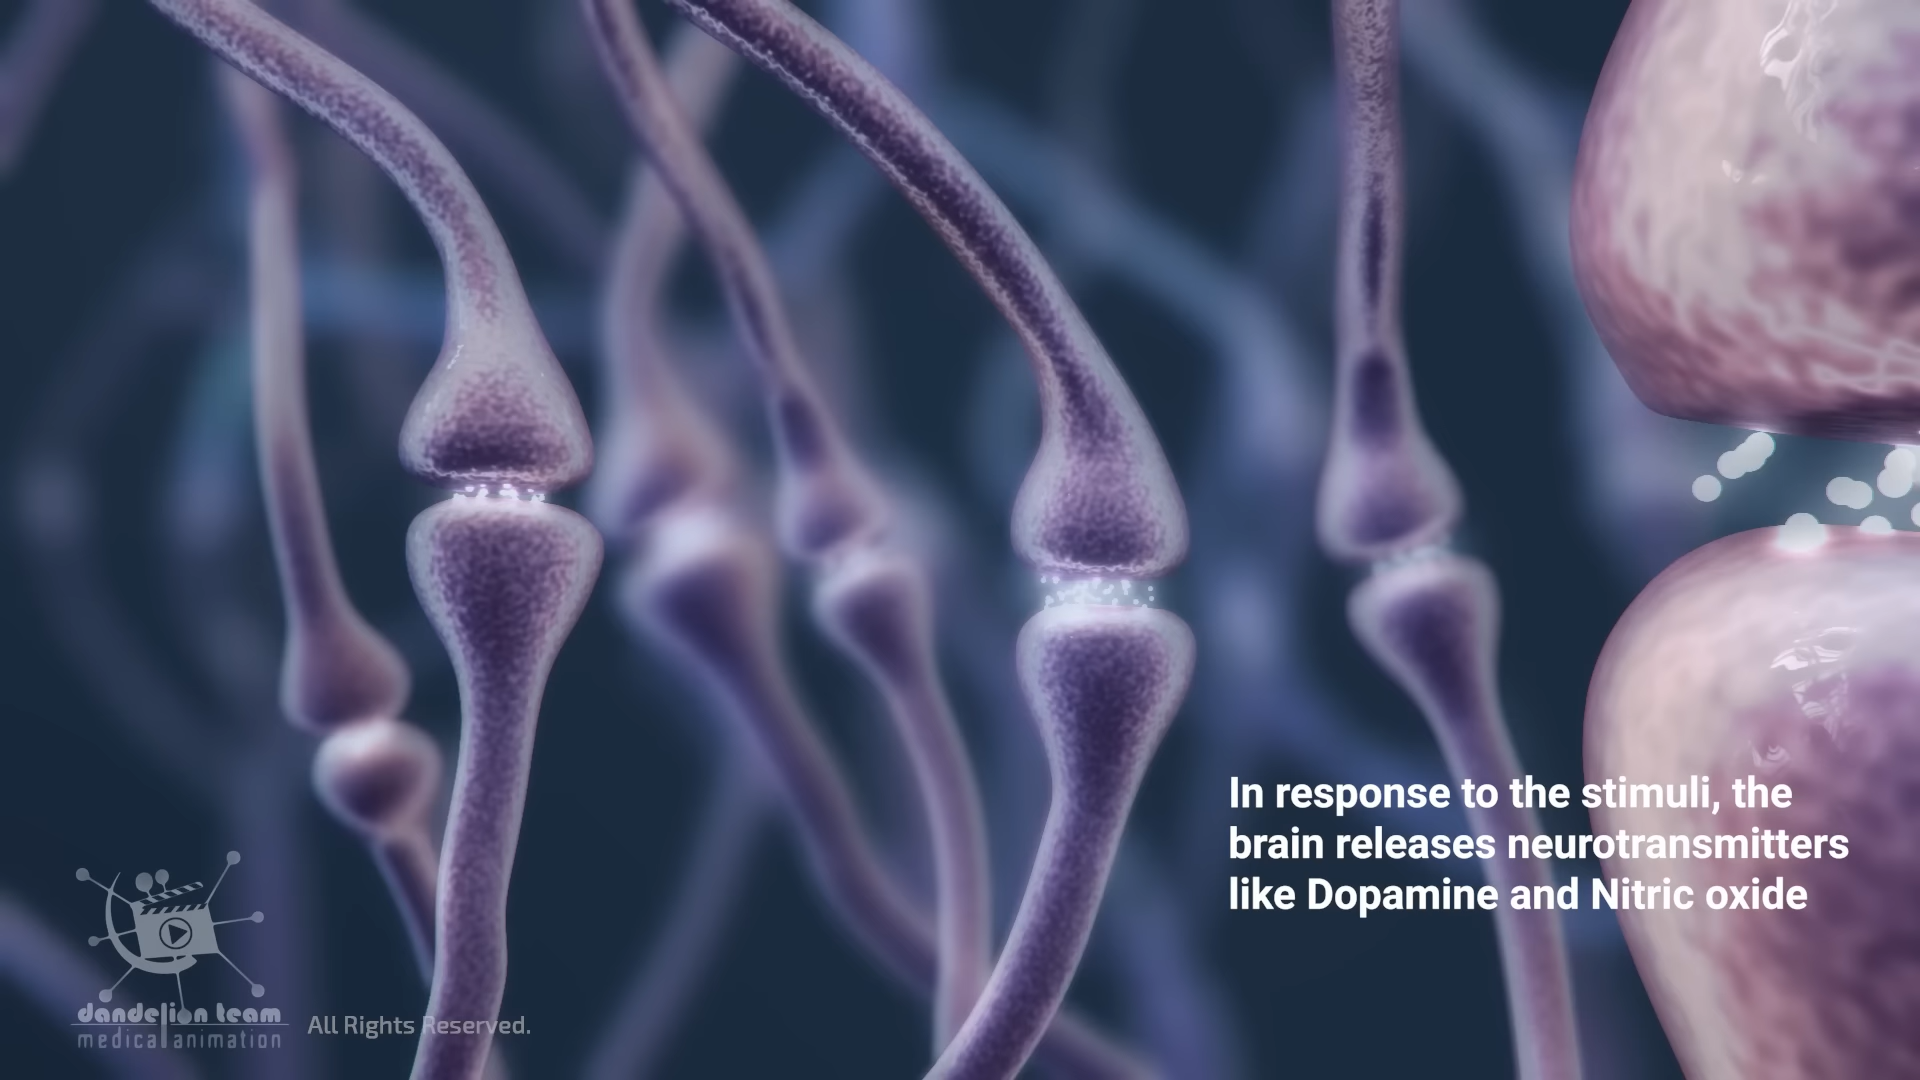 In response to the stimuli, the
brain releases neurotransmitters
like Dopamine and Nitric oxide
dandelion team
medical animation
All Rights Reserved.